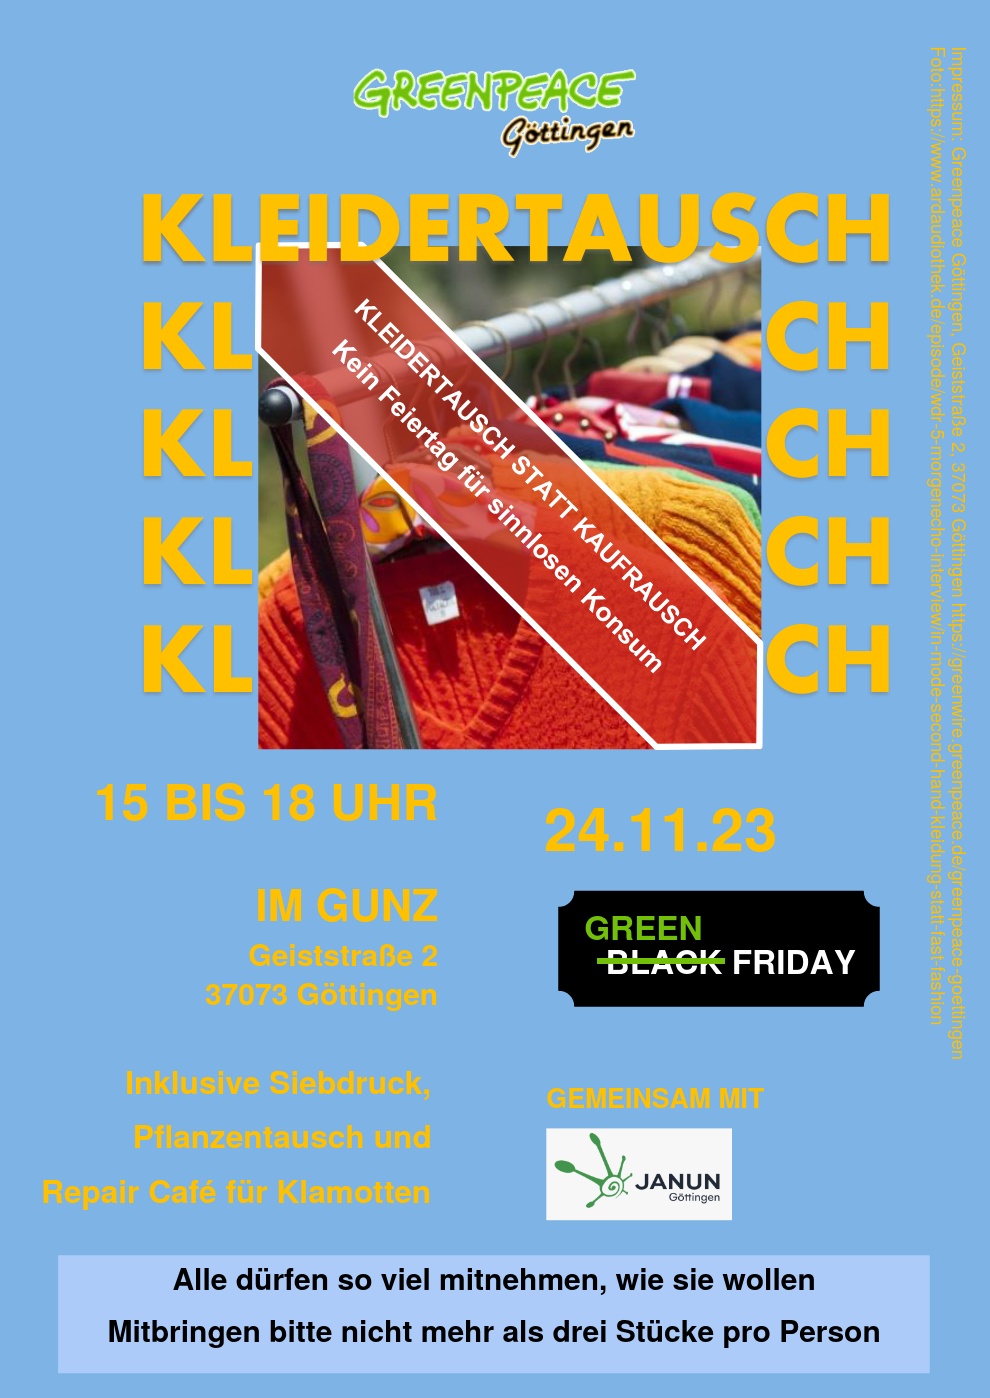 GREENPEACE
Göttingen
KLEIDERTAUSCH
KL CH
KL CH
KL CH
KL CH
KLEIDERTAUSCH STATT KAUFRAUSCH
Kein Feiertag für sinnlosen Konsum
15 BIS 18 UHR
24.11.23
IM GUNZ
Geiststraße 2
37073 Göttingen
GREEN
BLACK FRIDAY
Inklusive Siebdruck,
Pflanzentausch und
Repair Café für Klamotten
GEMEINSAM MIT
JANUN
Göttingen
Alle dürfen so viel mitnehmen, wie sie wollen
Mitbringen bitte nicht mehr als drei Stücke pro Person
Impressum: Greenpeace Göttingen, Geiststraße 2, 37073 Göttingen https://greenwire.greenpeace.de/greenpeace-goettingen
Foto:https://www.ardaudiothek.de/episode/wdr-5-morgenecho-interview/in-mode-second-hand-kleidung-statt-fast-fashion